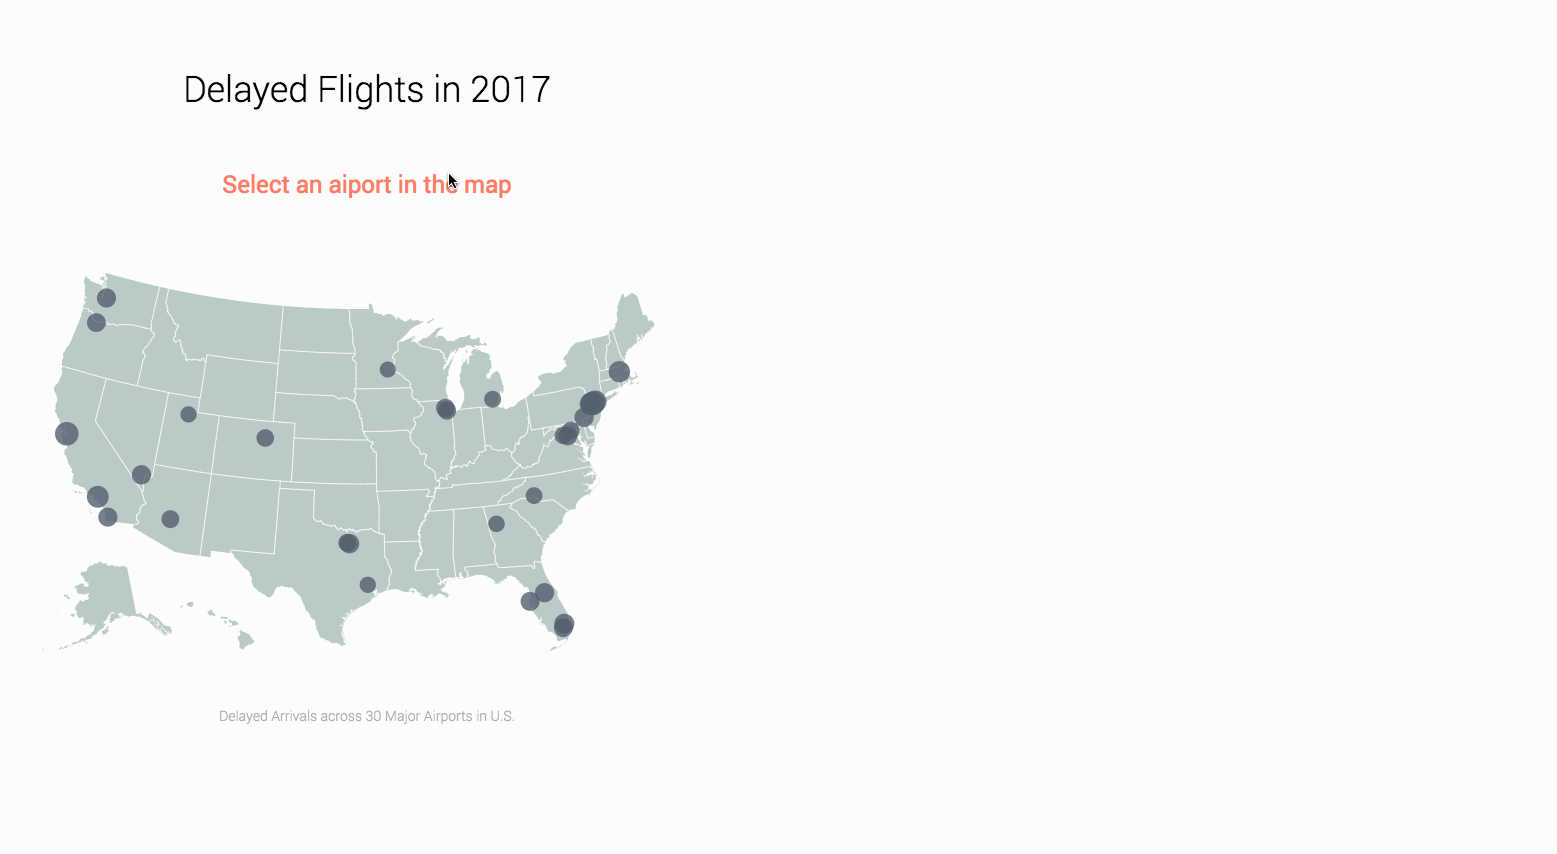 Delayed Flights in 2017
Select an aiport in the map
Delayed Arrivals across 30 Major Airports in U.S.